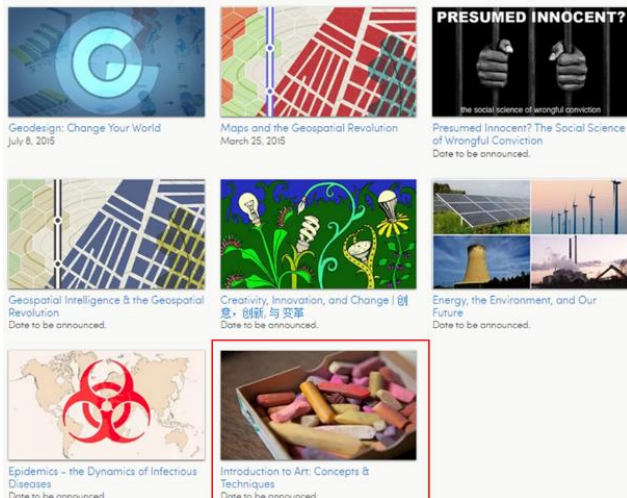 Geodesign: Change Your World
July 8, 2015
Maps and the Geospatial Revolution
March 25, 2015
PRESUMED INNOCENT?
the social science of wrongful conviction
Presumed Innocent? The Social Science
of Wrongful Conviction
Date to be announced.
Geospatial Intelligence & the Geospatial
Revolution
Date to be announced.
Creativity, Innovation, and Change | 创
意，创新, 与 变革
Date to be announced.
Energy, the Environment, and Our
Future
Date to be announced.
Epidemics - the Dynamics of Infectious
Diseases
Date to be announced.
Introduction to Art: Concepts &
Techniques
Date to be announced.